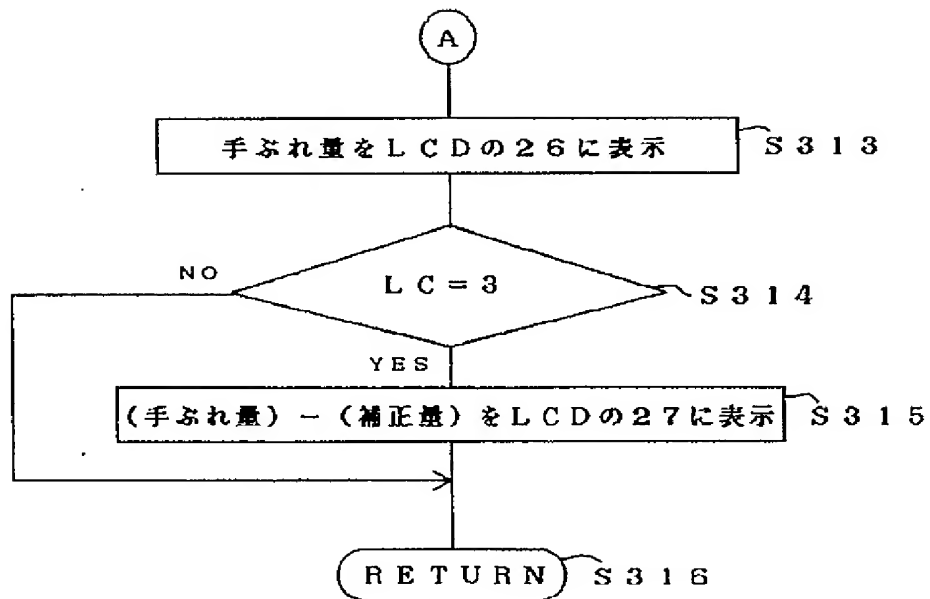 A
手ぶれ量をLCDの26に表示 S313
NO
LC=3 S314
YES
(手ぶれ量)－(補正量)をLCDの27に表示 S315
RETURN S316